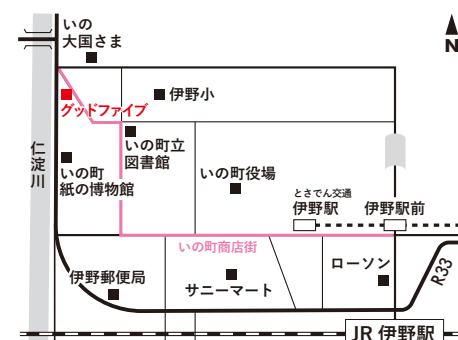 いの
大国さま
N
伊野小
グッドファイブ
いの町立
図書館
仁淀川
いの町
紙の博物館
いの町役場
とさでん交通
伊野駅
伊野駅前
いの町商店街
ローソン
R33
伊野郵便局
サニーマート
JR 伊野駅